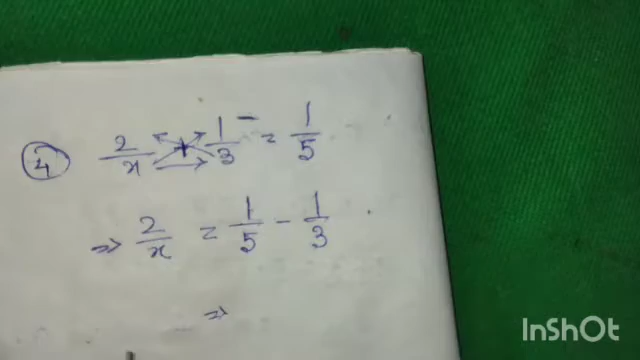 ④ 2/x + 1/3 = 1/5
⇒ 2/x = 1/5 - 1/3
⇒
InShOt